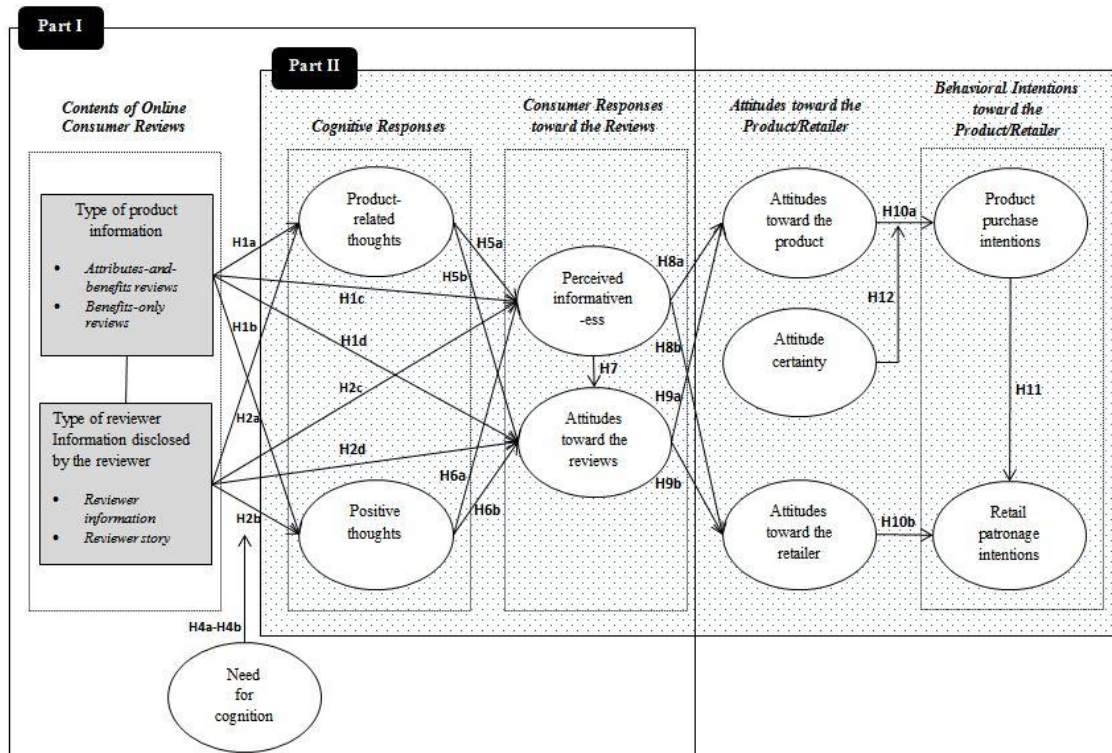 Part I
Part II
Contents of Online
Consumer Reviews
Cognitive Responses
Consumer Responses
toward the Reviews
Attitudes toward the
Product/Retailer
Behavioral Intentions
toward the
Product/Retailer
Type of product
information
• Attributes-and-
benefits reviews
• Benefits-only
reviews
Type of reviewer
Information disclosed
by the reviewer
• Reviewer
information
• Reviewer story
H1a
H1c
H1b
H1d
H2c
H2a
H2d
H2b
H4a-H4b
Need
for
cognition
Product-
related
thoughts
Positive
thoughts
H5a
H5b
H6a
H6b
Perceived
informativen
-ess
H7
Attitudes
toward the
reviews
H8a
H8b
H9a
H9b
Attitudes
toward the
product
Attitude
certainty
Attitudes
toward the
retailer
H10a
H12
H10b
Product
purchase
intentions
H11
Retail
patronage
intentions